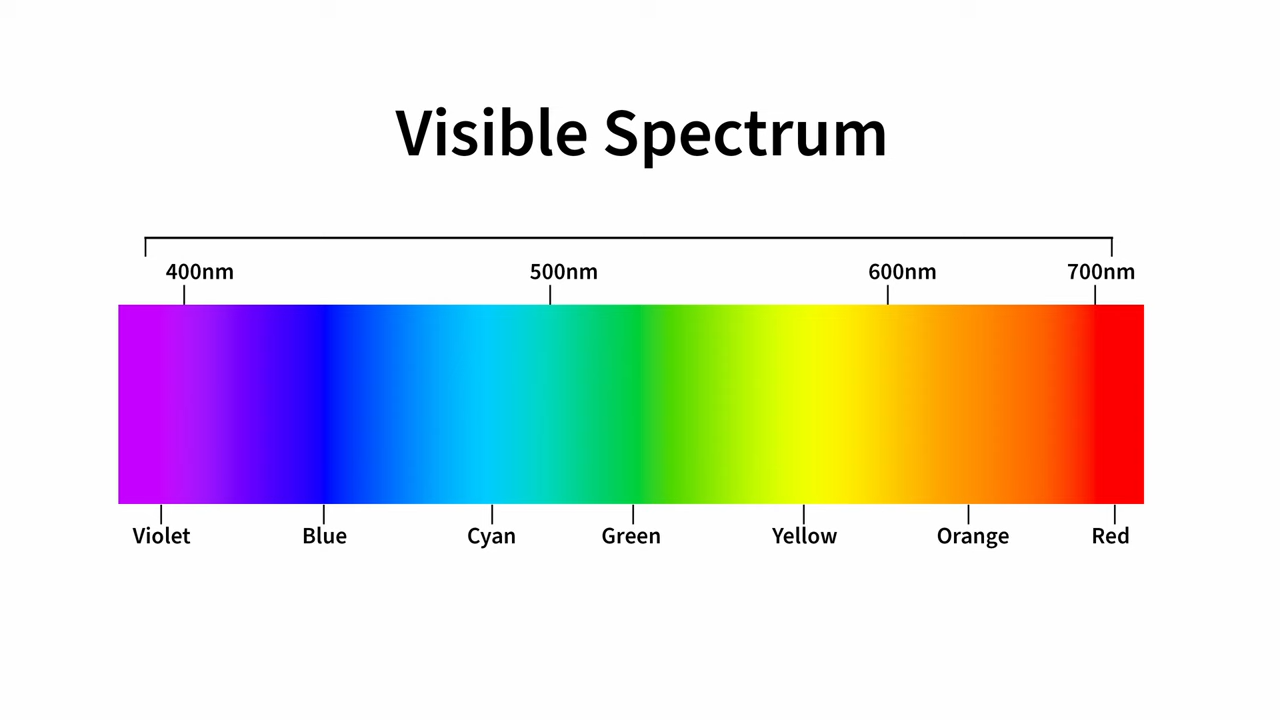 Visible Spectrum
400nm 500nm 600nm 700nm
Violet Blue Cyan Green Yellow Orange Red